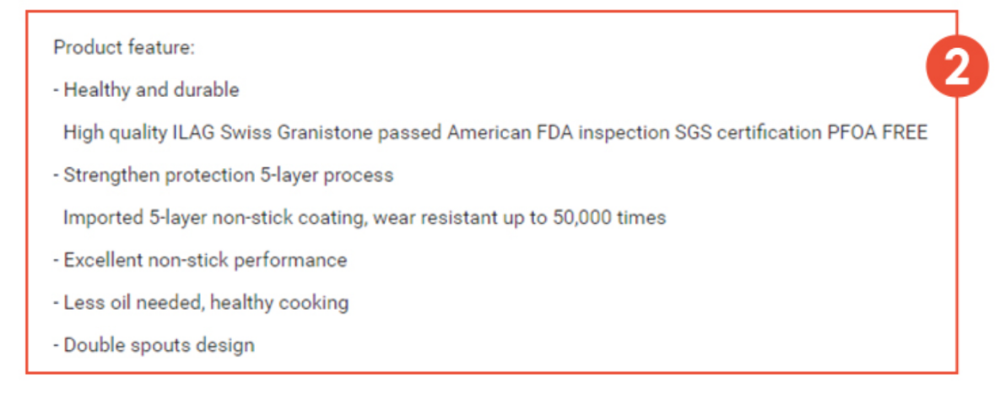 Product feature:
- Healthy and durable
High quality ILAG Swiss Granistone passed American FDA inspection SGS certification PFOA FREE
- Strengthen protection 5-layer process
Imported 5-layer non-stick coating, wear resistant up to 50,000 times
- Excellent non-stick performance
- Less oil needed, healthy cooking
- Double spouts design
2